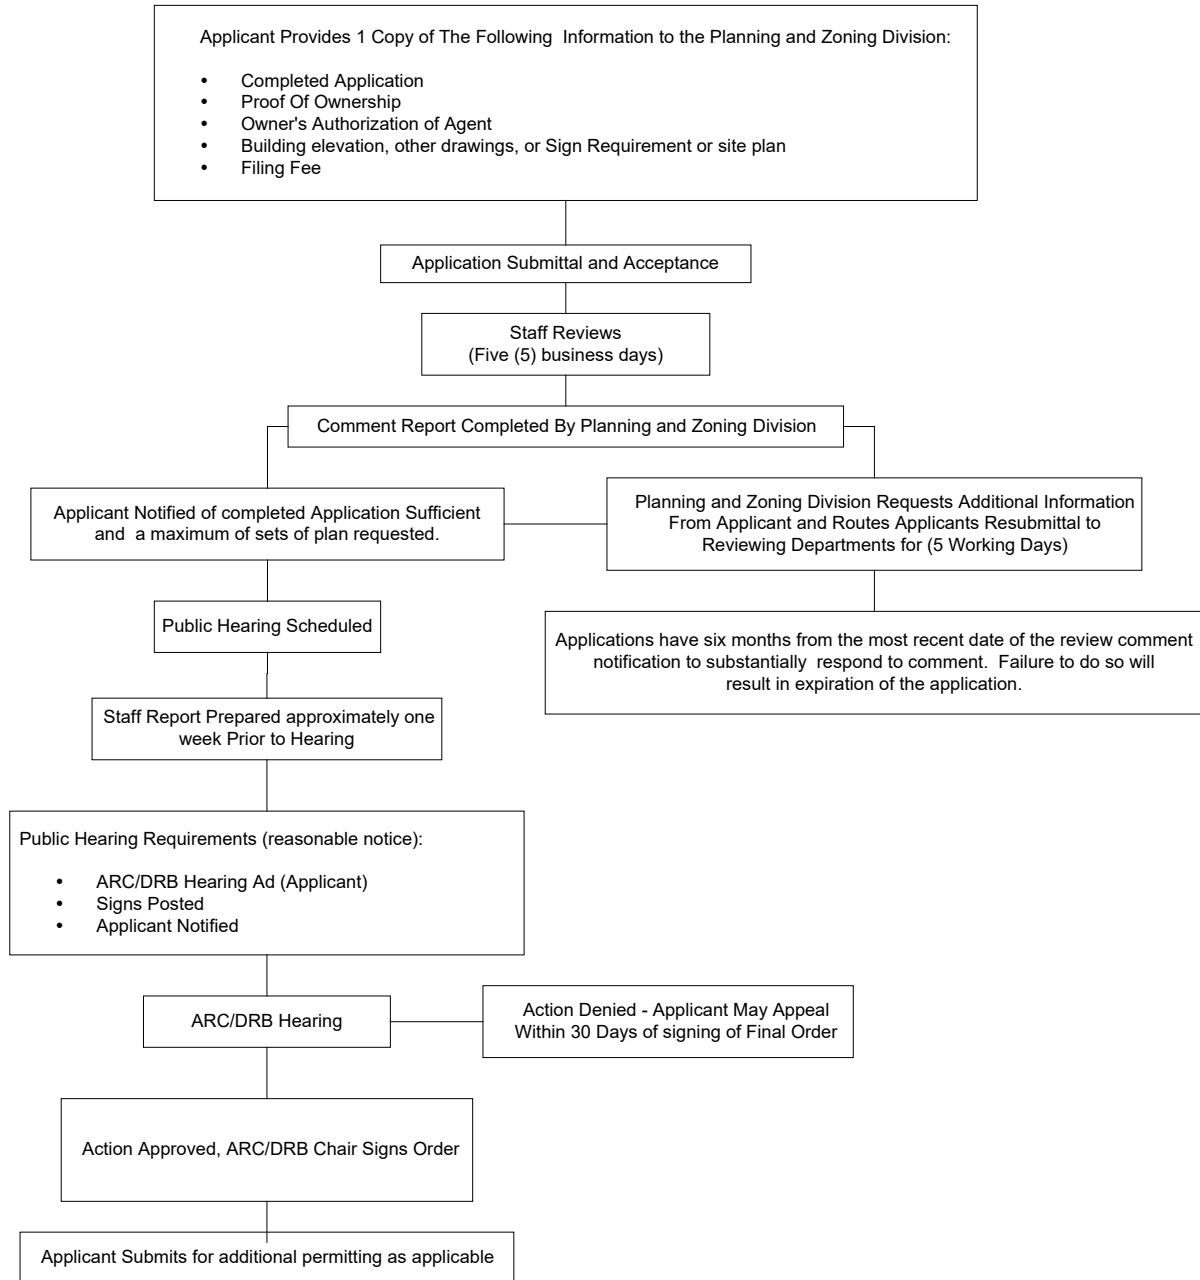 Applicant Provides 1 Copy of The Following Information to the Planning and Zoning Division:
• Completed Application
• Proof Of Ownership
• Owner's Authorization of Agent
• Building elevation, other drawings, or Sign Requirement or site plan
• Filing Fee
Application Submittal and Acceptance
Staff Reviews
(Five (5) business days)
Comment Report Completed By Planning and Zoning Division
Applicant Notified of completed Application Sufficient
and a maximum of sets of plan requested.
Planning and Zoning Division Requests Additional Information
From Applicant and Routes Applicants Resubmittal to
Reviewing Departments for (5 Working Days)
Public Hearing Scheduled
Applications have six months from the most recent date of the review comment
notification to substantially respond to comment. Failure to do so will
result in expiration of the application.
Staff Report Prepared approximately one
week Prior to Hearing
Public Hearing Requirements (reasonable notice):
• ARC/DRB Hearing Ad (Applicant)
• Signs Posted
• Applicant Notified
ARC/DRB Hearing
Action Denied - Applicant May Appeal
Within 30 Days of signing of Final Order
Action Approved, ARC/DRB Chair Signs Order
Applicant Submits for additional permitting as applicable